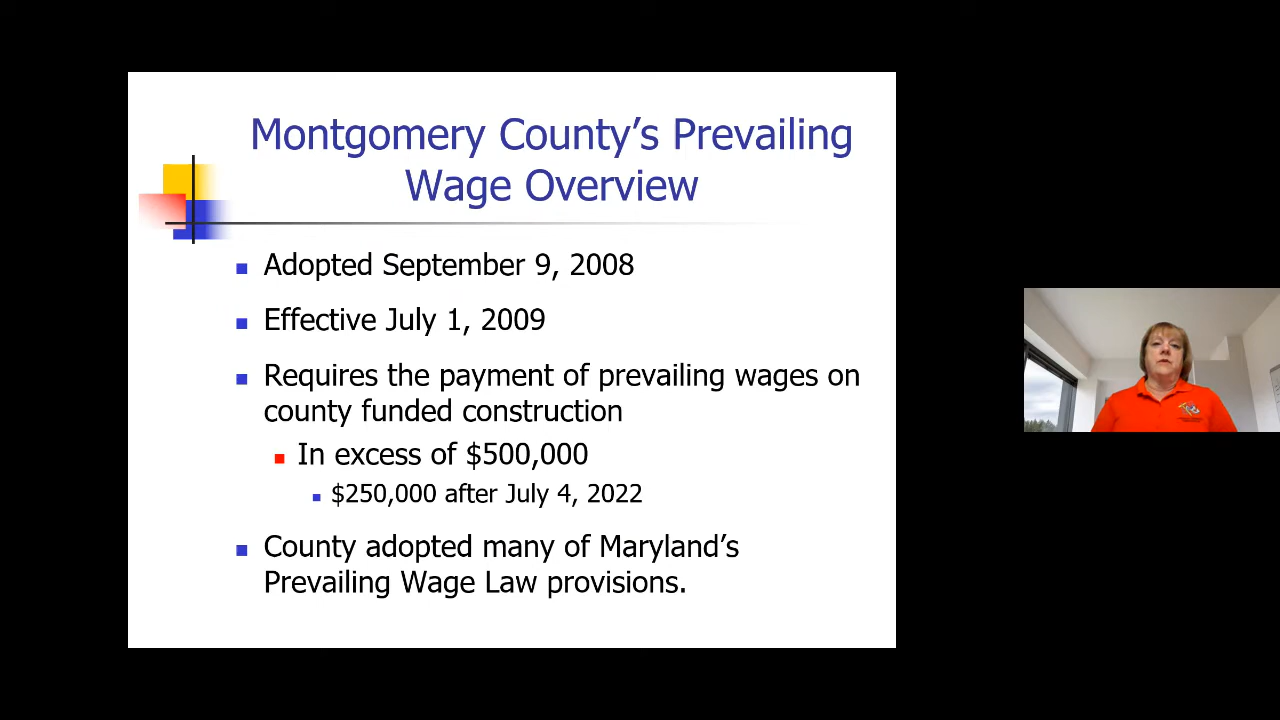 Montgomery County's Prevailing
Wage Overview
Adopted September 9, 2008
Effective July 1, 2009
Requires the payment of prevailing wages on
county funded construction
In excess of $500,000
$250,000 after July 4, 2022
County adopted many of Maryland's
Prevailing Wage Law provisions.